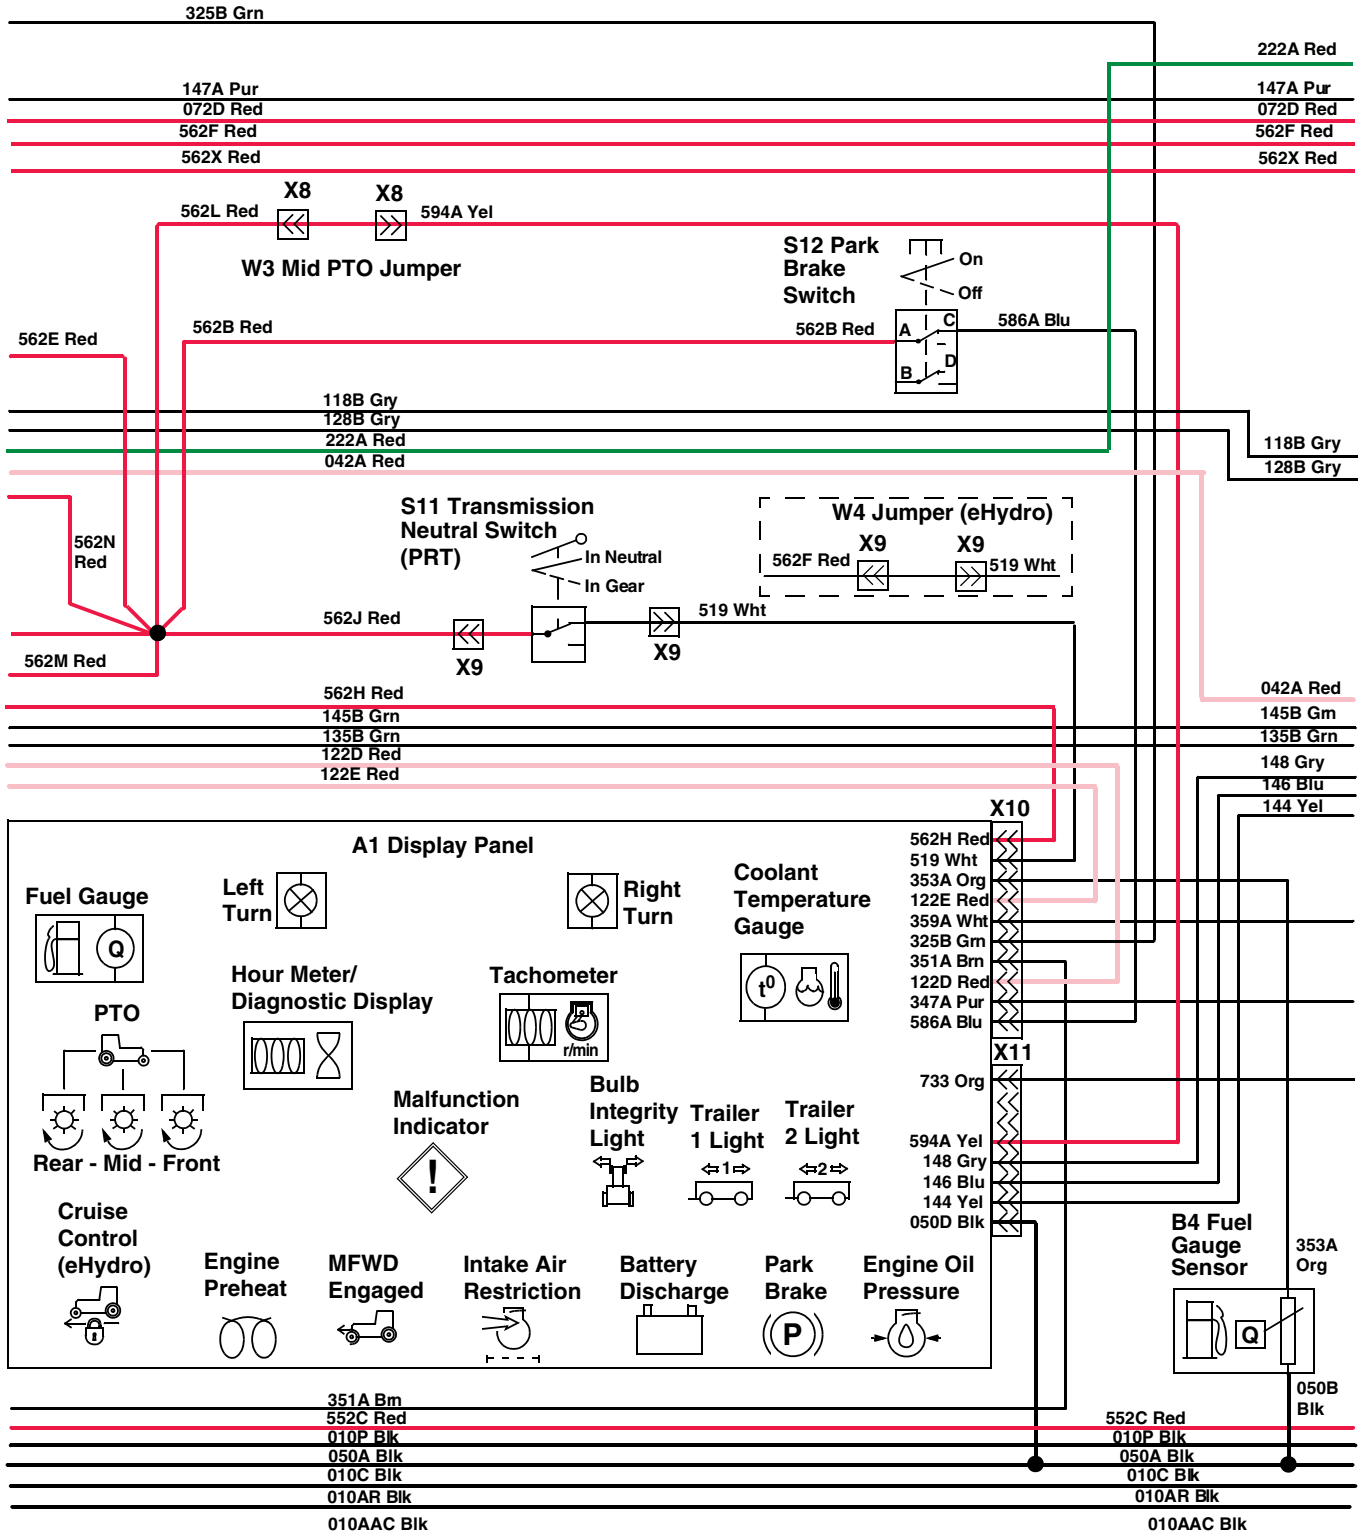 325B Grn
222A Red
147A Pur
147A Pur
072D Red
072D Red
562F Red
562F Red
562X Red
562X Red
X8
X8
562L Red
594A Yel
W3 Mid PTO Jumper
S12 Park
Brake
Switch
On
Off
562E Red
562B Red
562B Red
A
C
B
D
586A Blu
118B Gry
128B Gry
222A Red
042A Red
118B Gry
128B Gry
S11 Transmission
Neutral Switch
(PRT)
In Neutral
In Gear
W4 Jumper (eHydro)
X9
X9
562F Red
519 Wht
562N
Red
562J Red
X9
519 Wht
X9
562M Red
562H Red
145B Grn
135B Grn
122D Red
122E Red
042A Red
145B Grn
135B Grn
148 Gry
146 Blu
144 Yel
X10
A1 Display Panel
562H Red
519 Wht
353A Org
122E Red
359A Wht
325B Grn
351A Brn
122D Red
347A Pur
586A Blu
X11
733 Org
594A Yel
148 Gry
146 Blu
144 Yel
050D Blk
Fuel Gauge
Q
Left
Turn
Right
Turn
Coolant
Temperature
Gauge
t0
Hour Meter/
Diagnostic Display
Tachometer
r/min
PTO
Rear - Mid - Front
Malfunction
Indicator
!
Bulb
Integrity
Light
Trailer
1 Light
1
Trailer
2 Light
2
Cruise
Control
(eHydro)
Engine
Preheat
MFWD
Engaged
Intake Air
Restriction
Battery
Discharge
Park
Brake
P
Engine Oil
Pressure
B4 Fuel
Gauge
Sensor
353A
Org
Q
050B
Blk
351A Brn
552C Red
552C Red
010P Blk
010P Blk
050A Blk
050A Blk
010C Blk
010C Blk
010AR Blk
010AR Blk
010AAC Blk
010AAC Blk